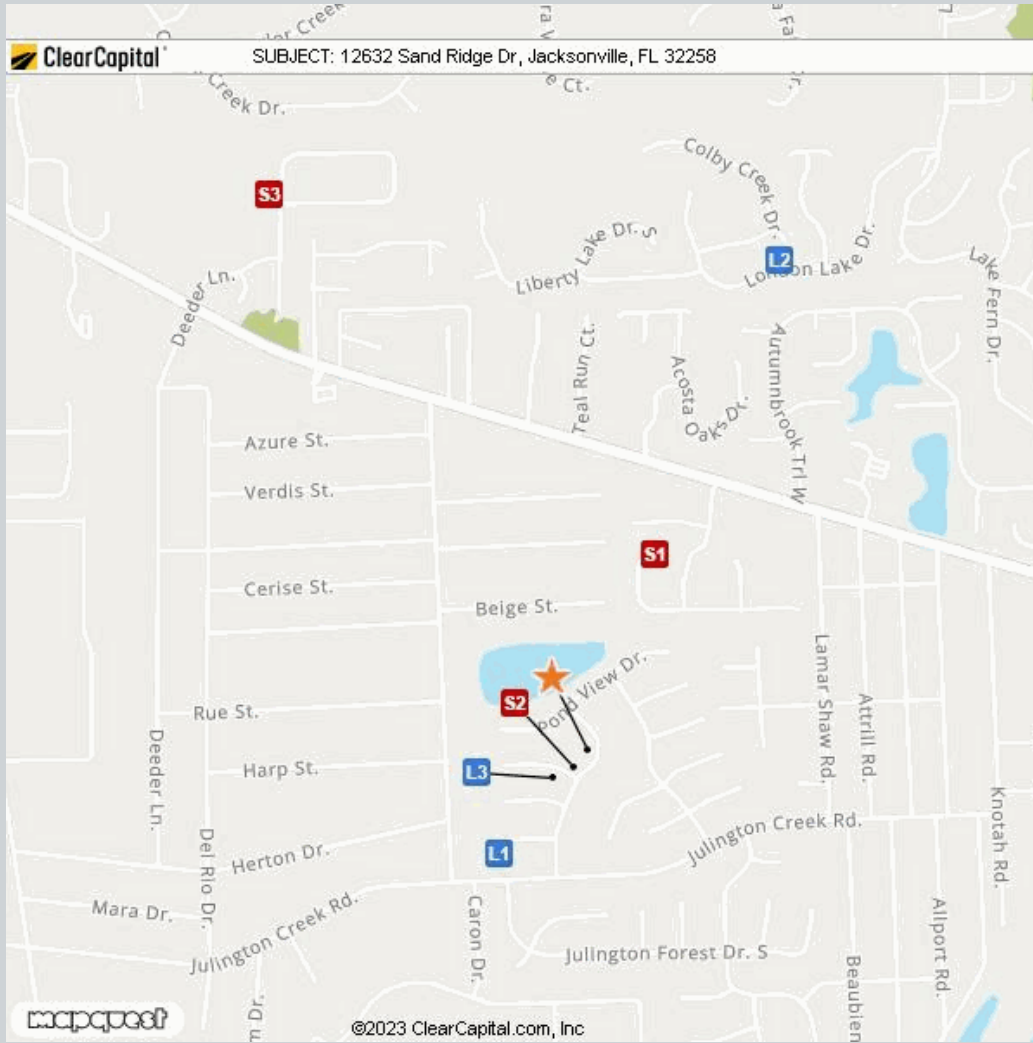 ar Creek
ClearCapital
SUBJECT: 12632 Sand Ridge Dr, Jacksonville, FL 32258
Creek Dr.
e Ct.
Colby Creek Dr.
S3
Liberty Lake Dr. S
L2
London Lake Dr.
Lake Fern Dr.
Deeder Ln.
Teal Run Ct.
Acosta Oaks Dr.
Autumnbrook Trl W
Azure St.
Verdis St.
S1
Cerise St.
Beige St.
Pond View Dr.
S2
Rue St.
Lamar Shaw Rd.
Attrill Rd.
Deeder Ln.
Harp St.
L3
Knotah Rd.
Julington Creek Rd.
Del Rio Dr.
Herton Dr.
L1
Mara Dr.
Julington Creek Rd.
Caron Dr.
Julington Forest Dr. S
Allport Rd.
Beaubien
mapquest
©2023 ClearCapital.com, Inc